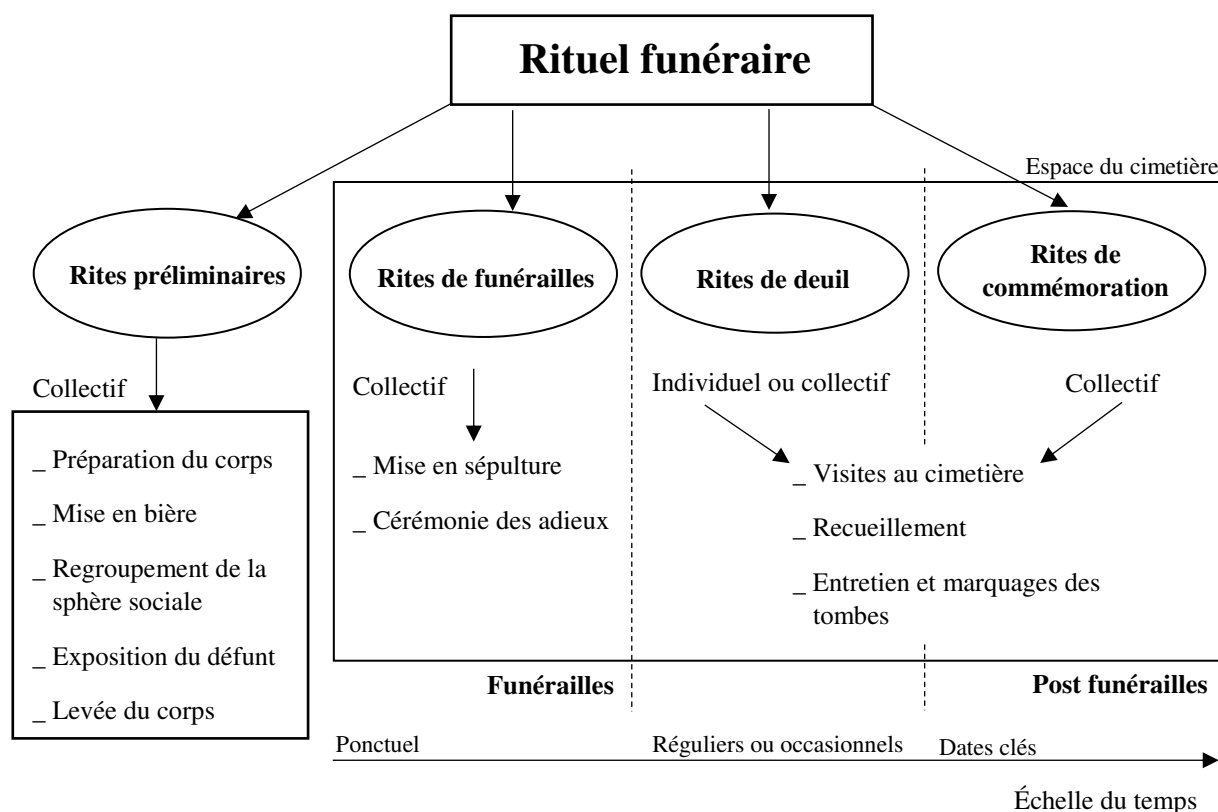 Rituel funéraire
Espace du cimetière
Rites préliminaires
Rites de funérailles
Rites de deuil
Rites de
commémoration
Collectif
Collectif
Individuel ou collectif
Collectif
_ Préparation du corps
_ Mise en bière
_ Regroupement de la
sphère sociale
_ Exposition du défunt
_ Levée du corps
_ Mise en sépulture
_ Cérémonie des adieux
_ Visites au cimetière
_ Recueillement
_ Entretien et marquages des
tombes
Funérailles
Post funérailles
Ponctuel
Réguliers ou occasionnels
Dates clés
Échelle du temps